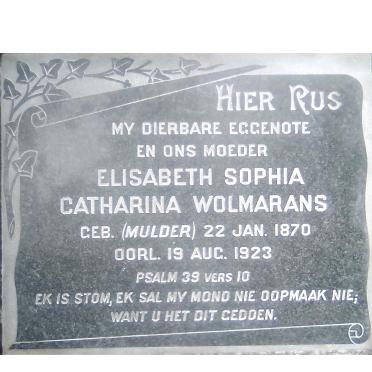 HIER RUS
MY DIERBARE EGGENOTE
EN ONS MOEDER
ELISABETH SOPHIA
CATHARINA WOLMARANS
GEB. (MULDER) 22 JAN. 1870
OORL. 19 AUG. 1923
PSALM 39 VERS 10
EK IS STOM, EK SAL MY MOND NIE OOPMAAK NIE;
WANT U HET DIT GEDOEN.